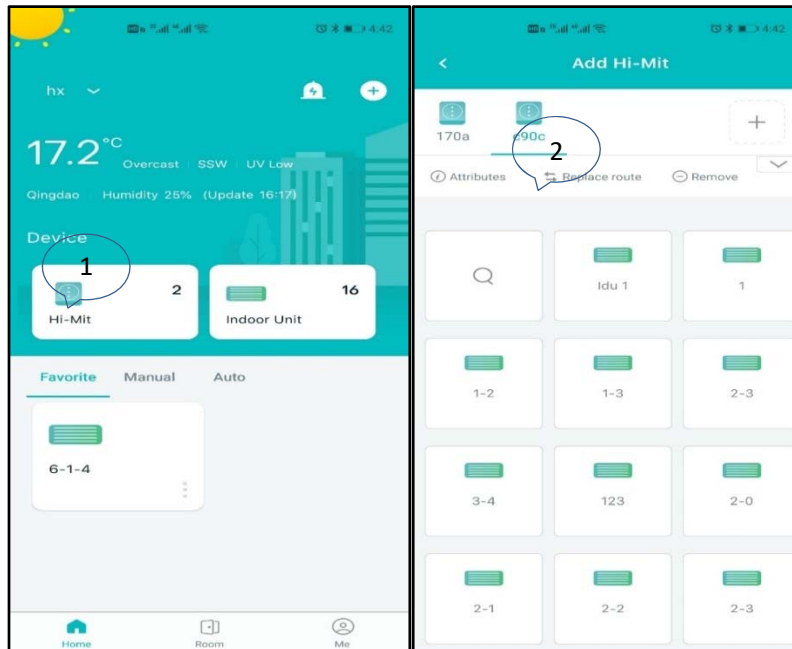 4:42
hx
17.2°C
Overcast | SSW | UV Low
Qingdao | Humidity 25% (Update 16:17)
Device
1
2
Hi-Mit
16
Indoor Unit
Favorite Manual Auto
6-1-4
Home Room Me
4:42
Add Hi-Mit
170a c90c
2
Attributes Replace route Remove
Idu 1 1
1-2 1-3 2-3
3-4 123 2-0
2-1 2-2 2-3